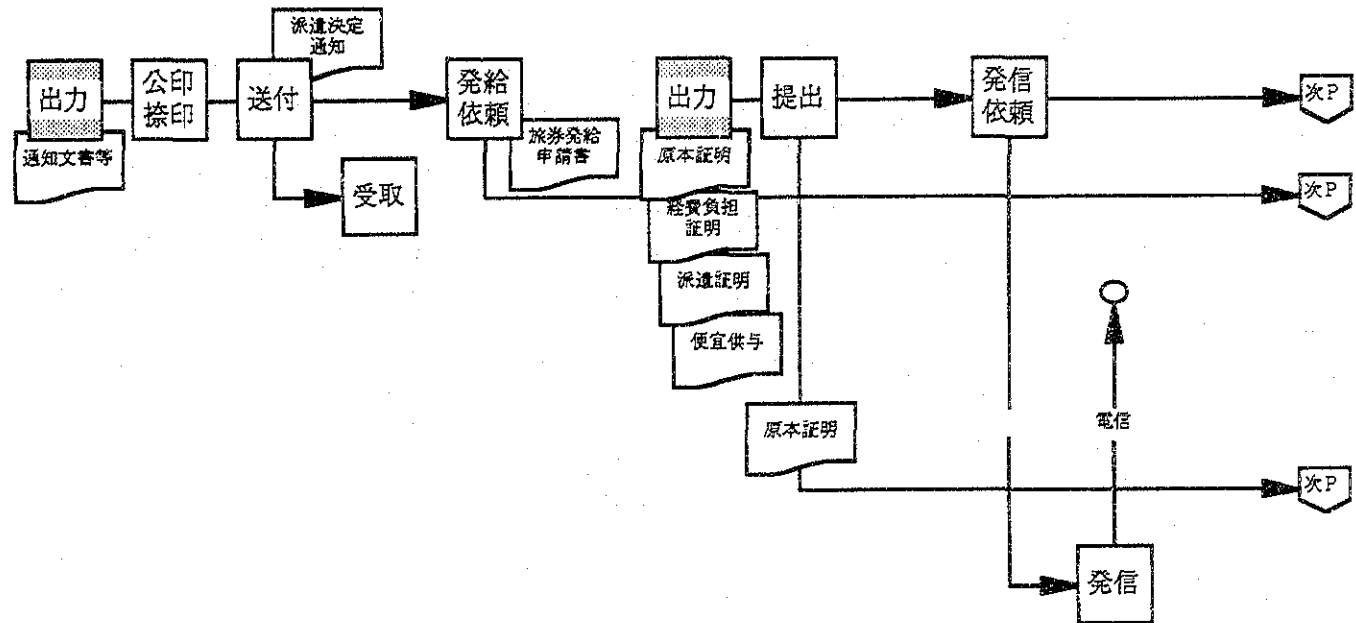 派遣決定
通知
出力
公印
捺印
送付
発給
依頼
出力
提出
発信
依頼
次P
通知文書等
旅券発給
申請書
原本証明
受取
次P
経費負担
証明
派遣証明
便宜供与
原本証明
電信
次P
発信